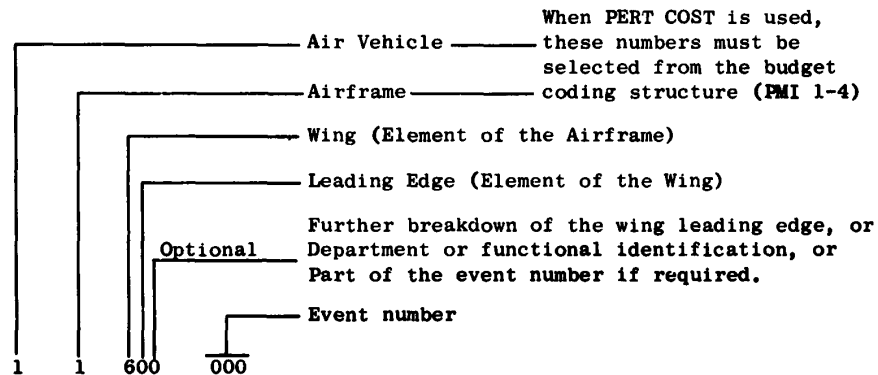 When PERT COST is used,
Air Vehicle these numbers must be
selected from the budget
Airframe coding structure (PMI 1-4)
Wing (Element of the Airframe)
Leading Edge (Element of the Wing)
Further breakdown of the wing leading edge, or
Optional Department or functional identification, or
Part of the event number if required.
Event number
1 1 600 000